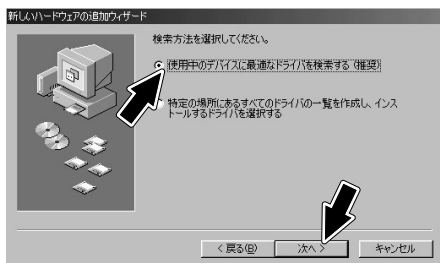 新しいハードウェアの追加ウィザード
検索方法を選択してください。
使用中のデバイスに最適なドライバを検索する（推奨）
特定の場所にあるすべてのドライバの一覧を作成し、インス
トールするドライバを選択する
< 戻る(B)
次へ >
キャンセル